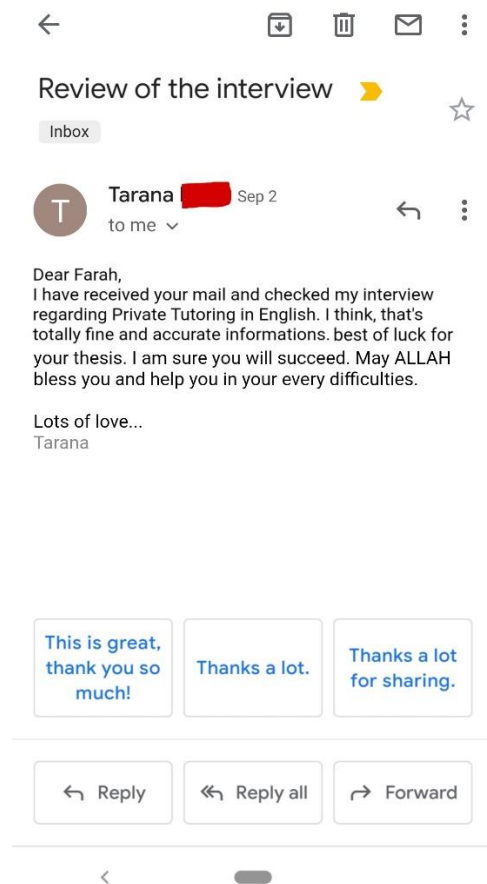 Review of the interview
Inbox
T
Tarana
Sep 2
to me
Dear Farah,
I have received your mail and checked my interview
regarding Private Tutoring in English. I think, that's
totally fine and accurate informations. best of luck for
your thesis. I am sure you will succeed. May ALLAH
bless you and help you in your every difficulties.
Lots of love...
Tarana
This is great,
thank you so
much!
Thanks a lot.
Thanks a lot
for sharing.
Reply
Reply all
Forward